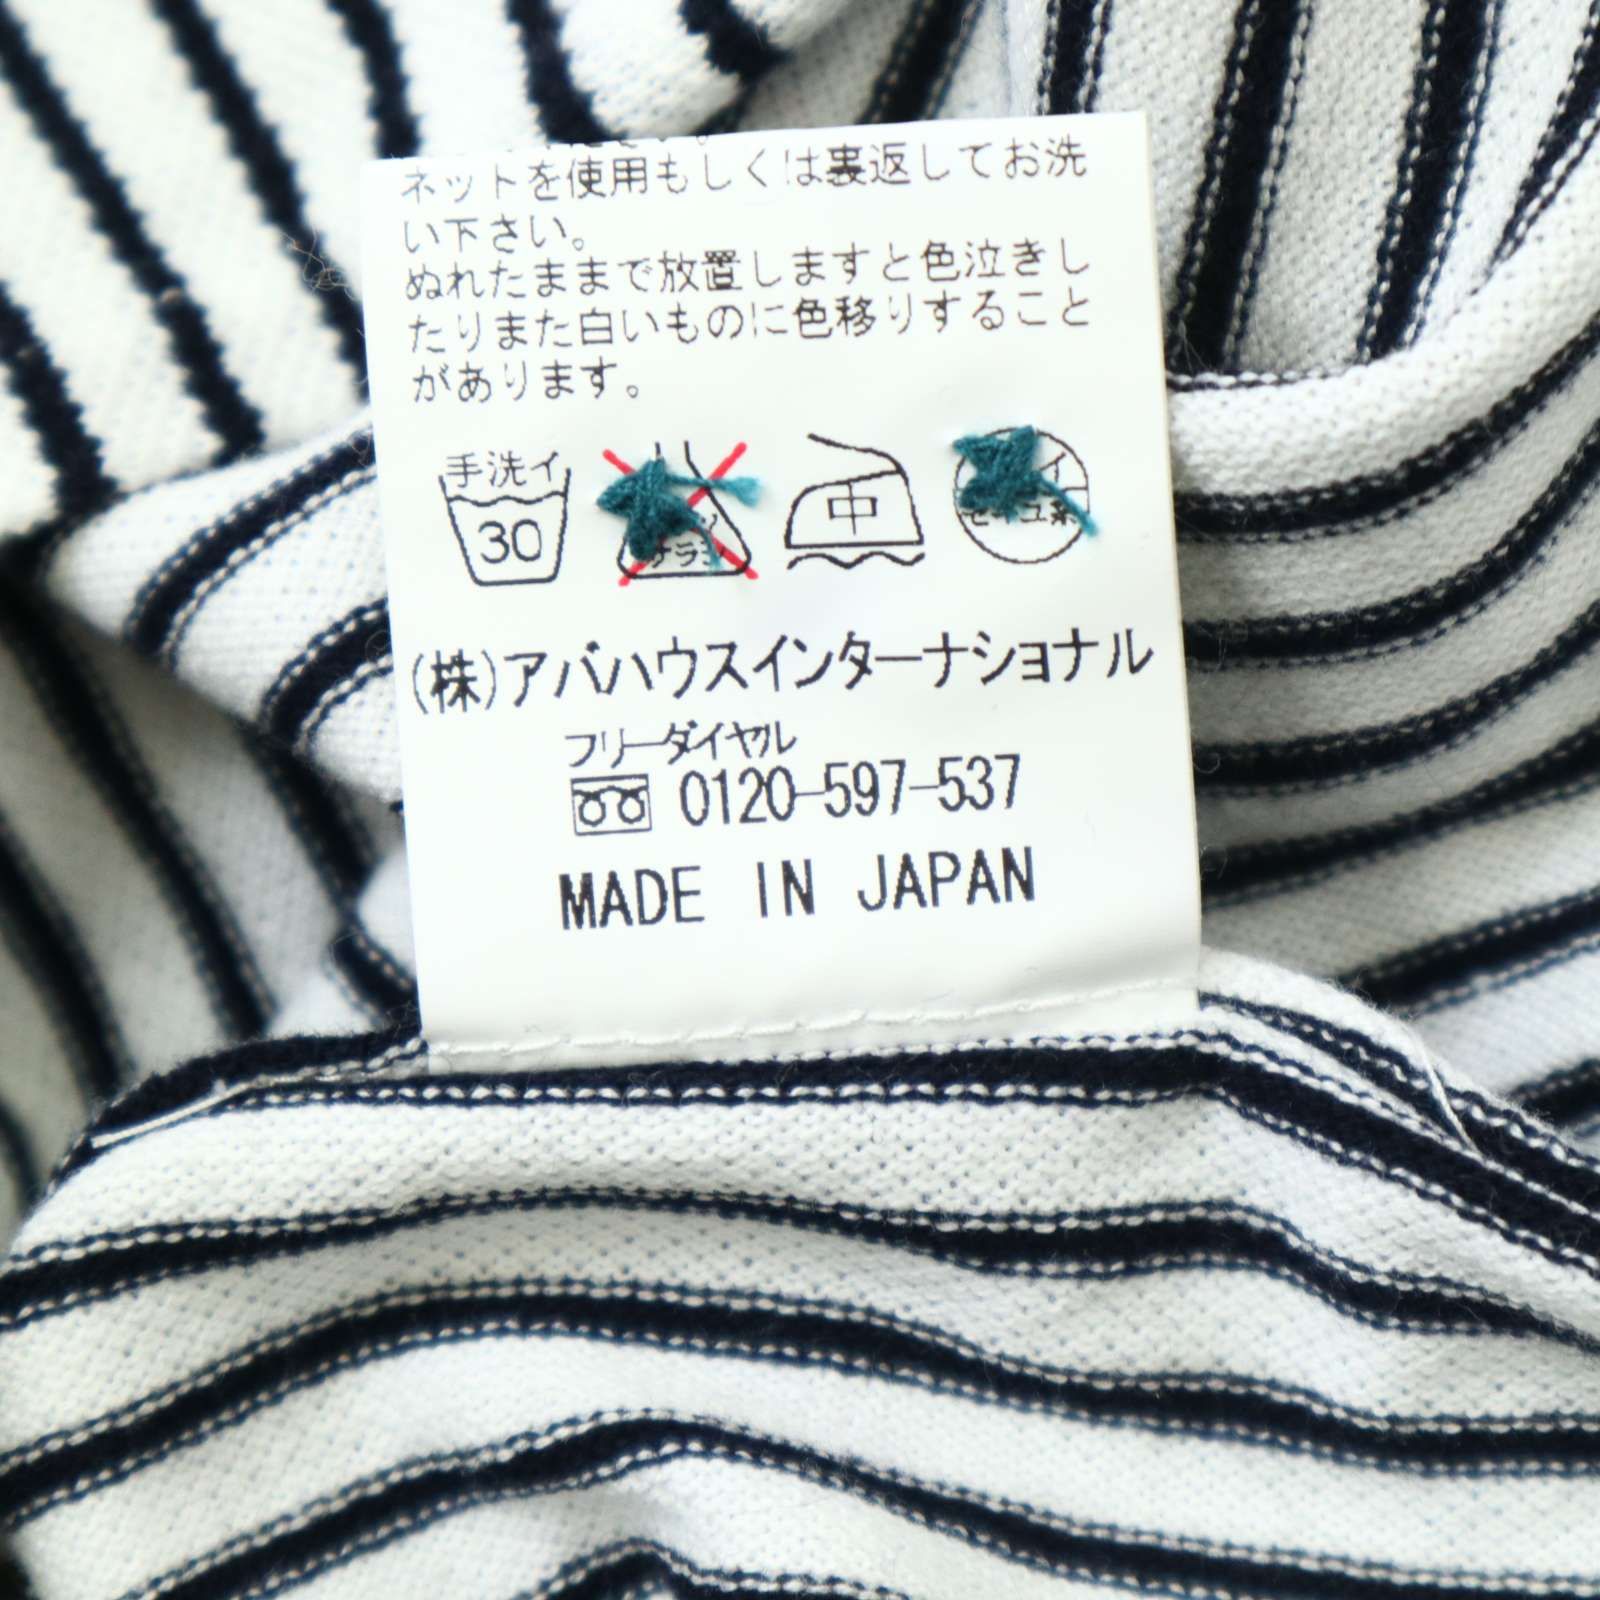 ネットを使用もしくは裏返してお洗
い下さい。
ぬれたままで放置しますと色泣きし
たりまた白いものに色移りすること
があります。
手洗イ
30
中
(株)アバハウスインターナショナル
フリーダイヤル
0120-597-537
MADE IN JAPAN